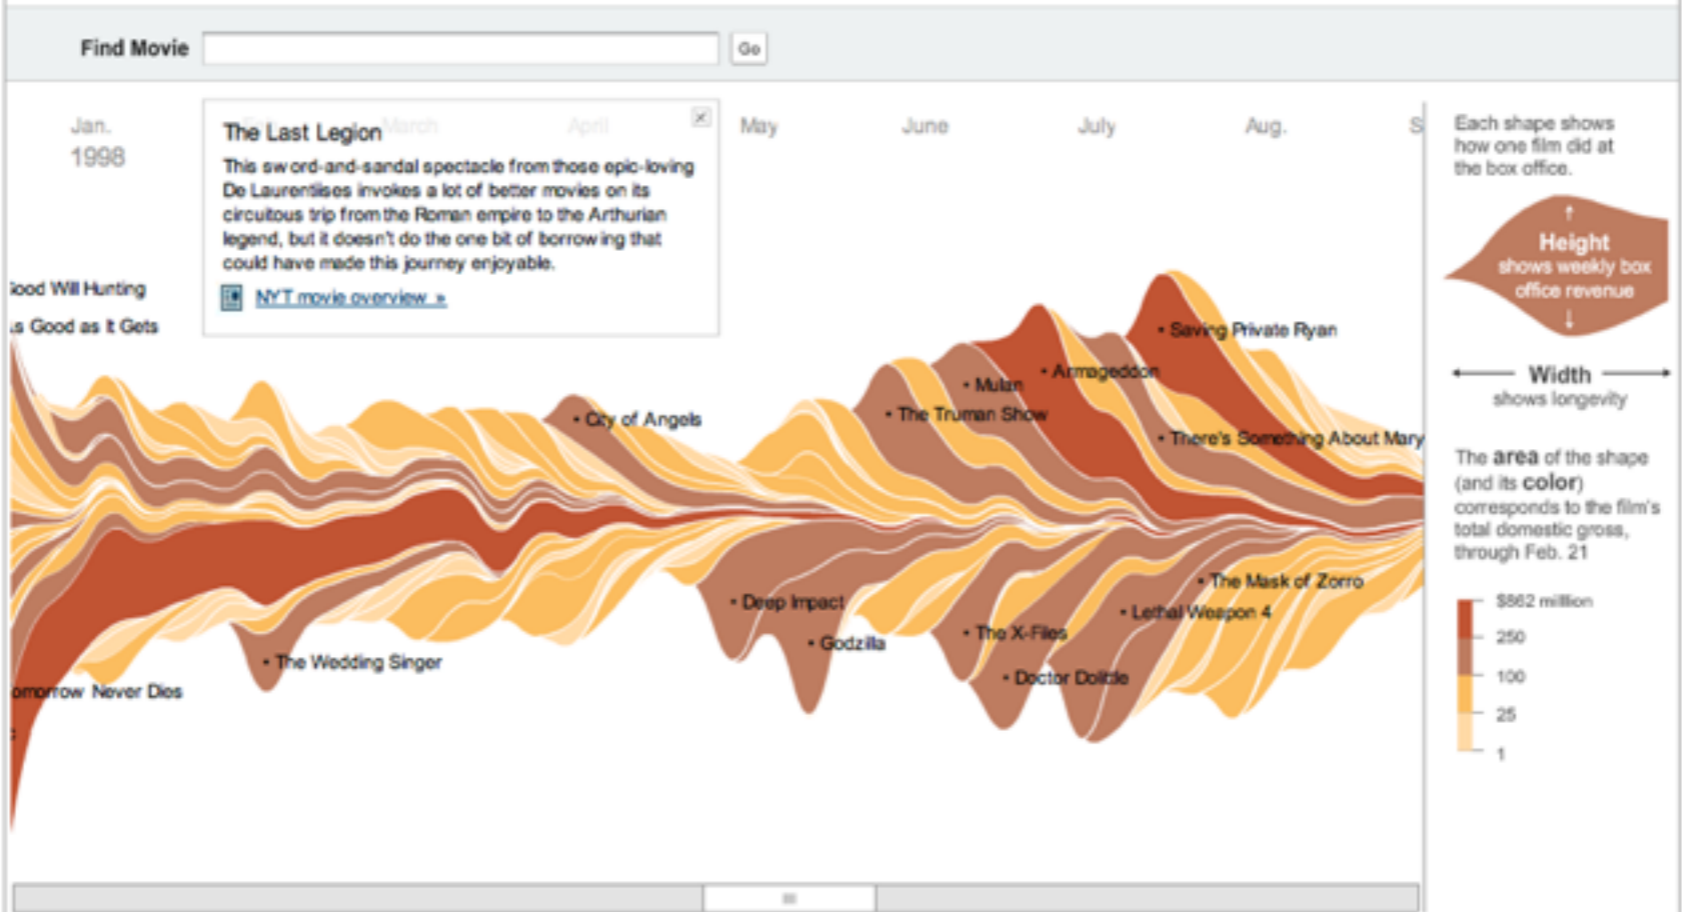 Find Movie
Go
Jan.
March
April
May
June
July
Aug.
S
1998
The Last Legion
This sword-and-sandal spectacle from those epic-loving
De Laurentiises invokes a lot of better movies on its
circuitous trip from the Roman empire to the Arthurian
legend, but it doesn't do the one bit of borrowing that
could have made this journey enjoyable.
NYT movie overview »
Good Will Hunting
As Good as It Gets
City of Angels
The Wedding Singer
omorrow Never Dies
Saving Private Ryan
Armageddon
Mulan
The Truman Show
There's Something About Mary
Deep Impact
Godzilla
The X-Files
Doctor Dolittle
The Mask of Zorro
Lethal Weapon 4
Each shape shows
how one film did at
the box office.
Height
shows weekly box
office revenue
Width
shows longevity
The area of the shape
(and its color)
corresponds to the film's
total domestic gross,
through Feb. 21
$862 million
250
100
25
1